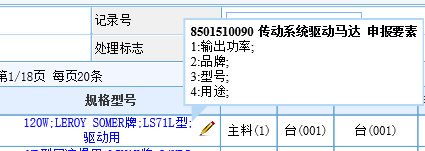 记录号
处理标志
8501510090 传动系统驱动马达 申报要素
1:输出功率;
2:品牌;
3:型号;
4:用途;
第1/18页 每页20条
规格型号
120W;LEROY SOMER牌;LS71L型;
驱动用
主料(1)
台(001)
台(001)